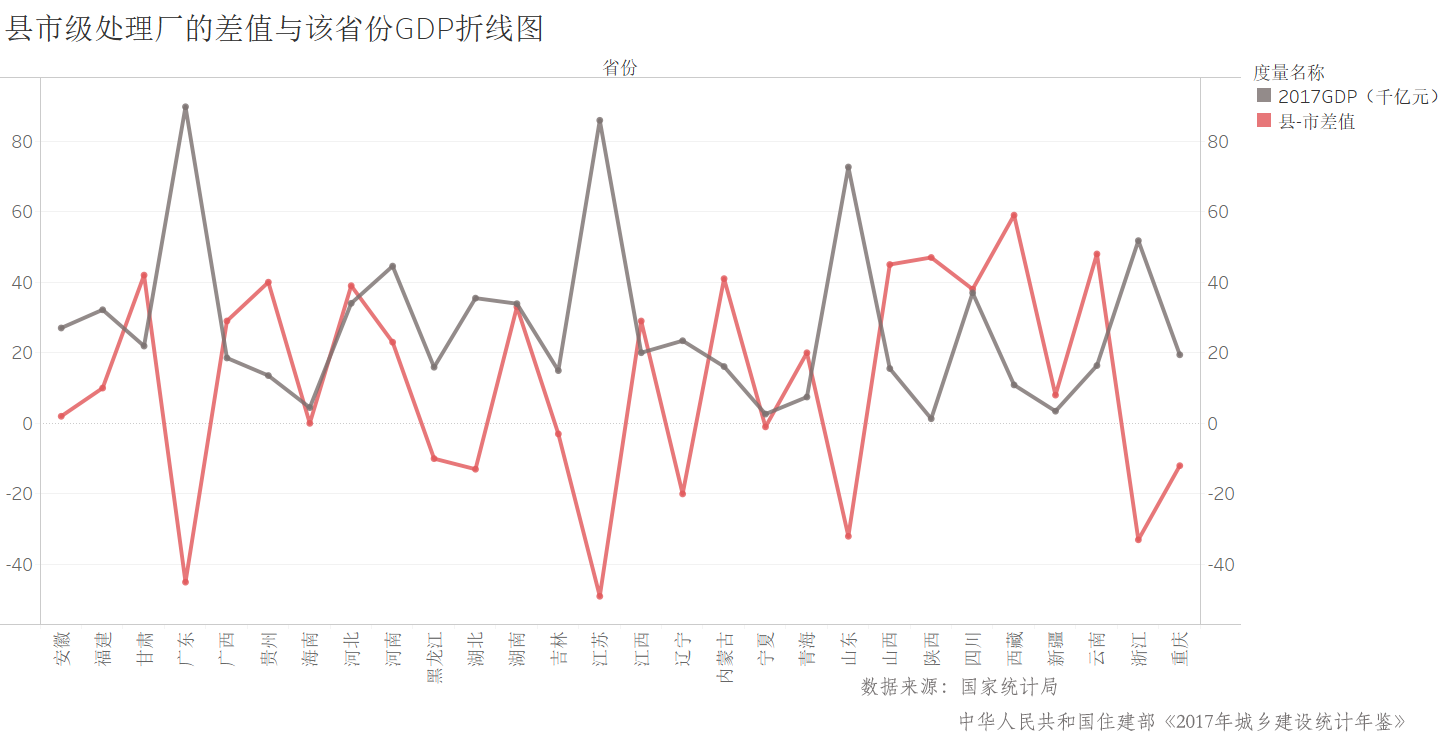 县市级处理厂的差值与该省份GDP折线图
省份
度量名称
2017GDP（千亿元）
县-市差值
80
60
40
20
0
-20
-40
80
60
40
20
0
-20
-40
安徽
福建
甘肃
广东
广西
贵州
海南
河北
河南
黑龙江
湖北
湖南
吉林
江苏
江西
辽宁
内蒙古
宁夏
青海
山东
山西
陕西
四川
西藏
新疆
云南
浙江
重庆
数据来源：国家统计局
中华人民共和国住建部《2017年城乡建设统计年鉴》